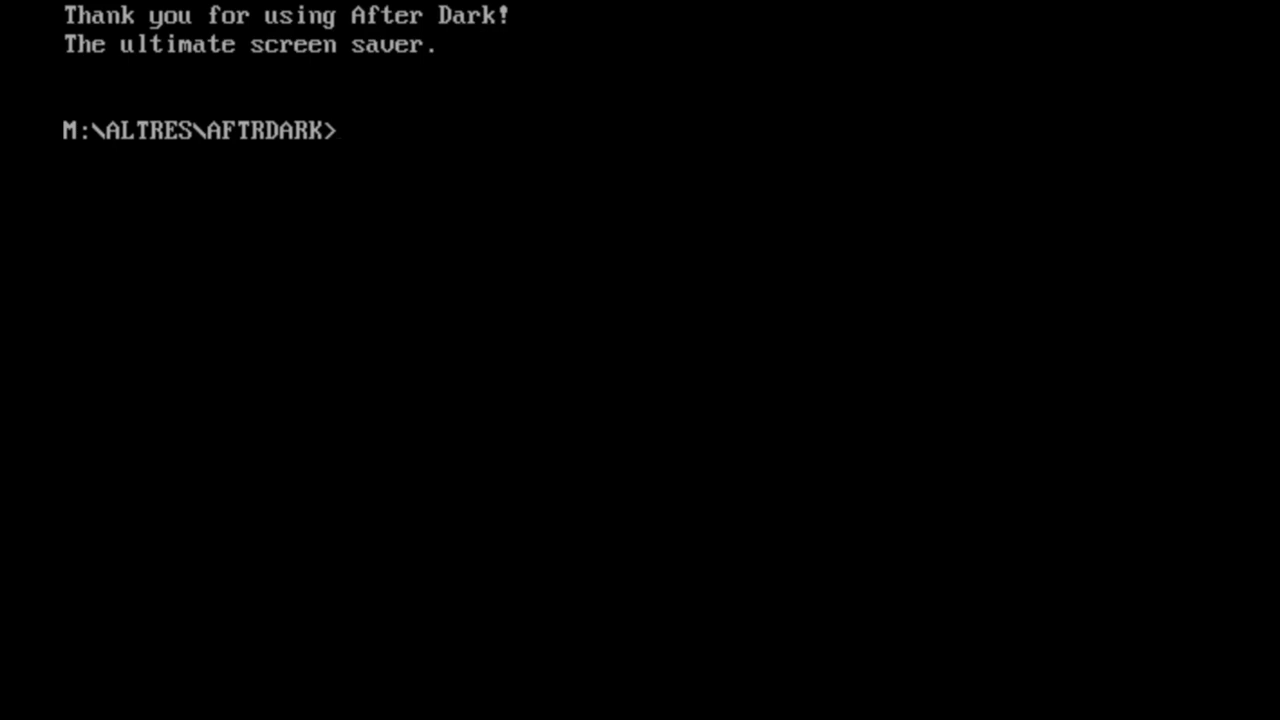 Thank you for using After Dark!
The ultimate screen saver.
M:\ALTRES\AFTRDARK>